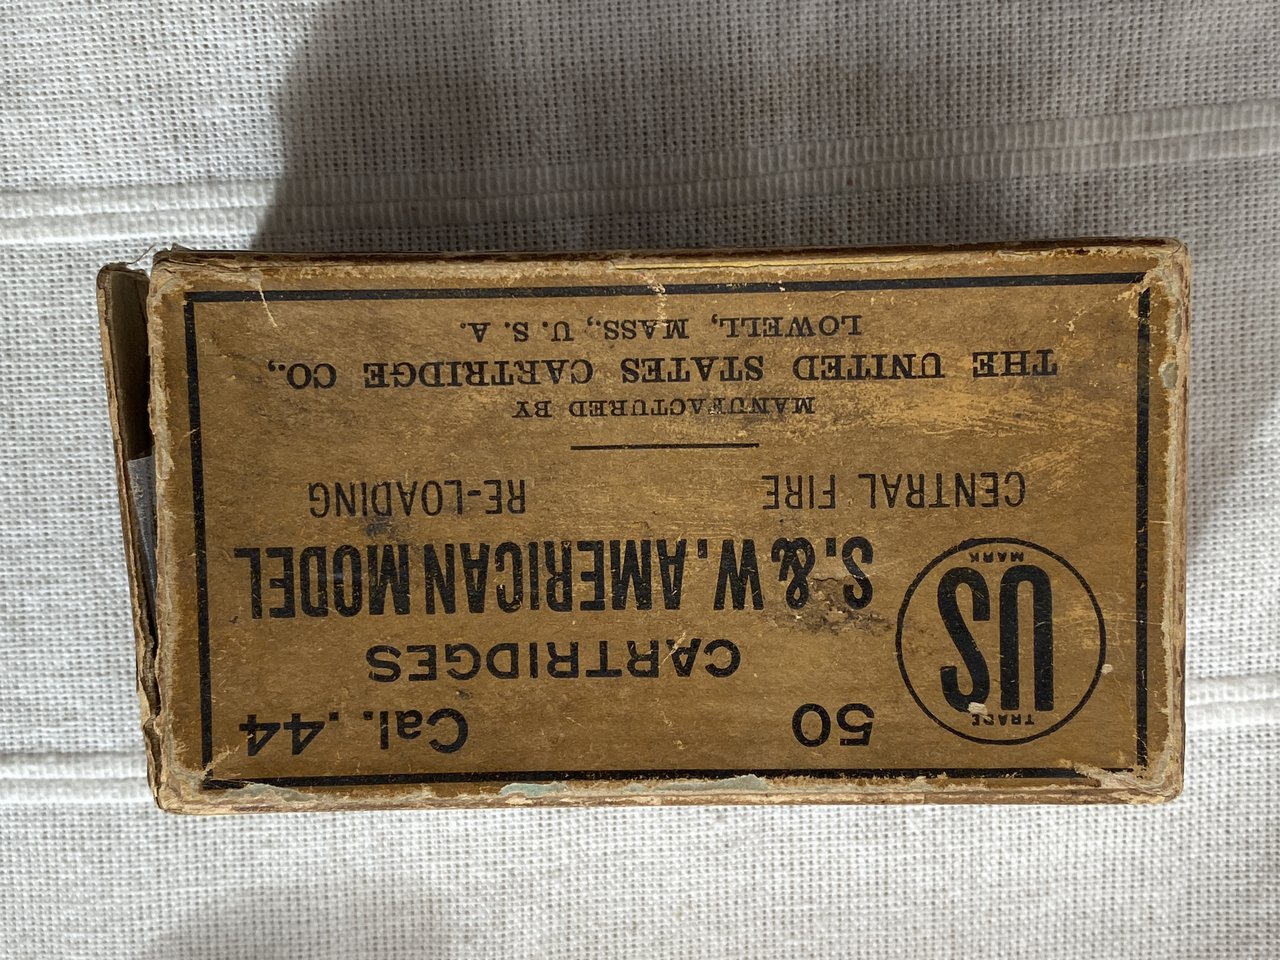 50 Cal. .44
CARTRIDGES
TRADE
US
MARK
S. & W. AMERICAN MODEL
CENTRAL FIRE RE-LOADING
MANUFACTURED BY
THE UNITED STATES CARTRIDGE CO.,
LOWELL, MASS., U. S. A.